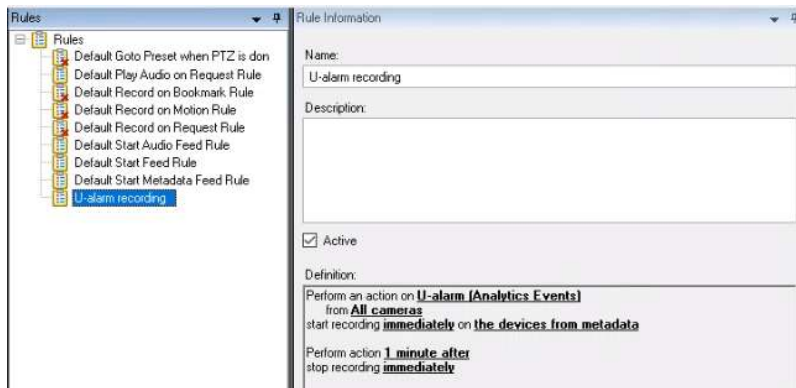 Rules
Rules
Default Goto Preset when PTZ is don
Default Play Audio on Request Rule
Default Record on Bookmark Rule
Default Record on Motion Rule
Default Record on Request Rule
Default Start Audio Feed Rule
Default Start Feed Rule
Default Start Metadata Feed Rule
U-alarm recording
Rule Information
Name:
U-alarm recording
Description:
Active
Definition:
Perform an action on U-alarm (Analytics Events)
from All cameras
start recording immediately on the devices from metadata
Perform action 1 minute after
stop recording immediately